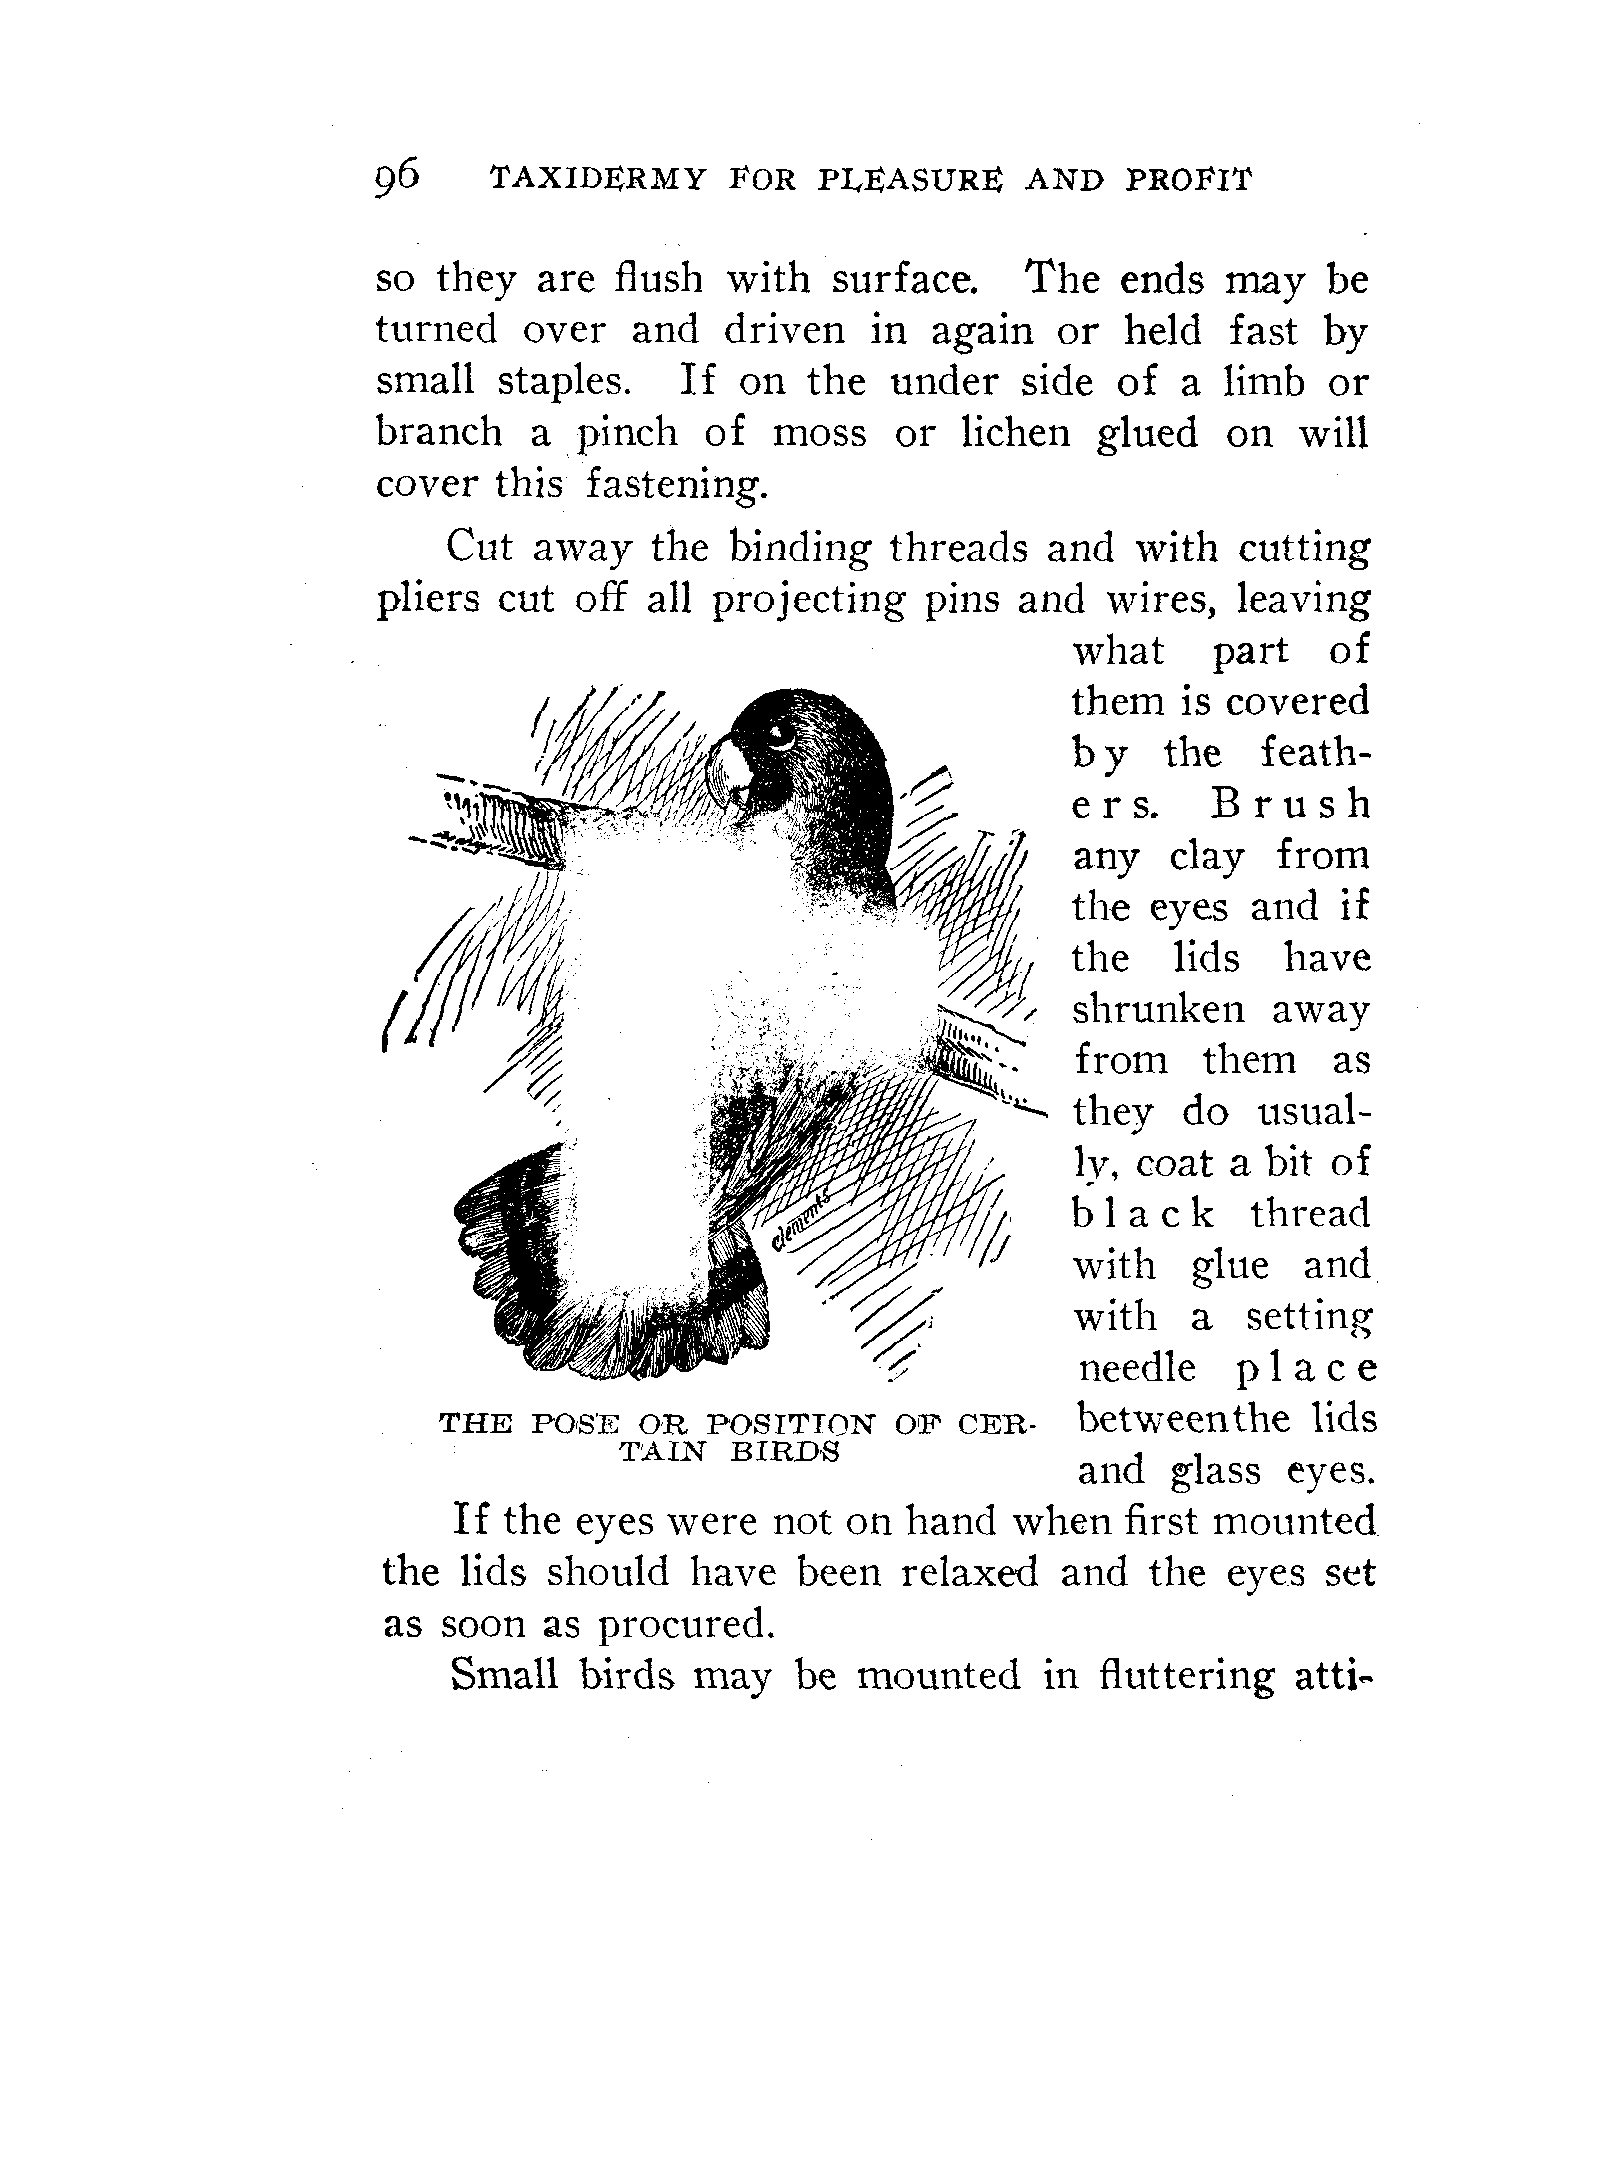 96 TAXIDERMY FOR PLEASURE AND PROFIT
so they are flush with surface. The ends may be
turned over and driven in again or held fast by
small staples. If on the under side of a limb or
branch a pinch of moss or lichen glued on will
cover this fastening.
Cut away the binding threads and with cutting
pliers cut off all projecting pins and wires, leaving
what part of
them is covered
by the feath-
ers. Brush
any clay from
the eyes and if
the lids have
shrunken away
from them as
they do usual-
ly, coat a bit of
black thread
with glue and
with a setting
needle place
betweenthe lids
and glass eyes.
clements
THE POSE OR POSITION OF CER-
TAIN BIRDS
If the eyes were not on hand when first mounted
the lids should have been relaxed and the eyes set
as soon as procured.
Small birds may be mounted in fluttering atti-